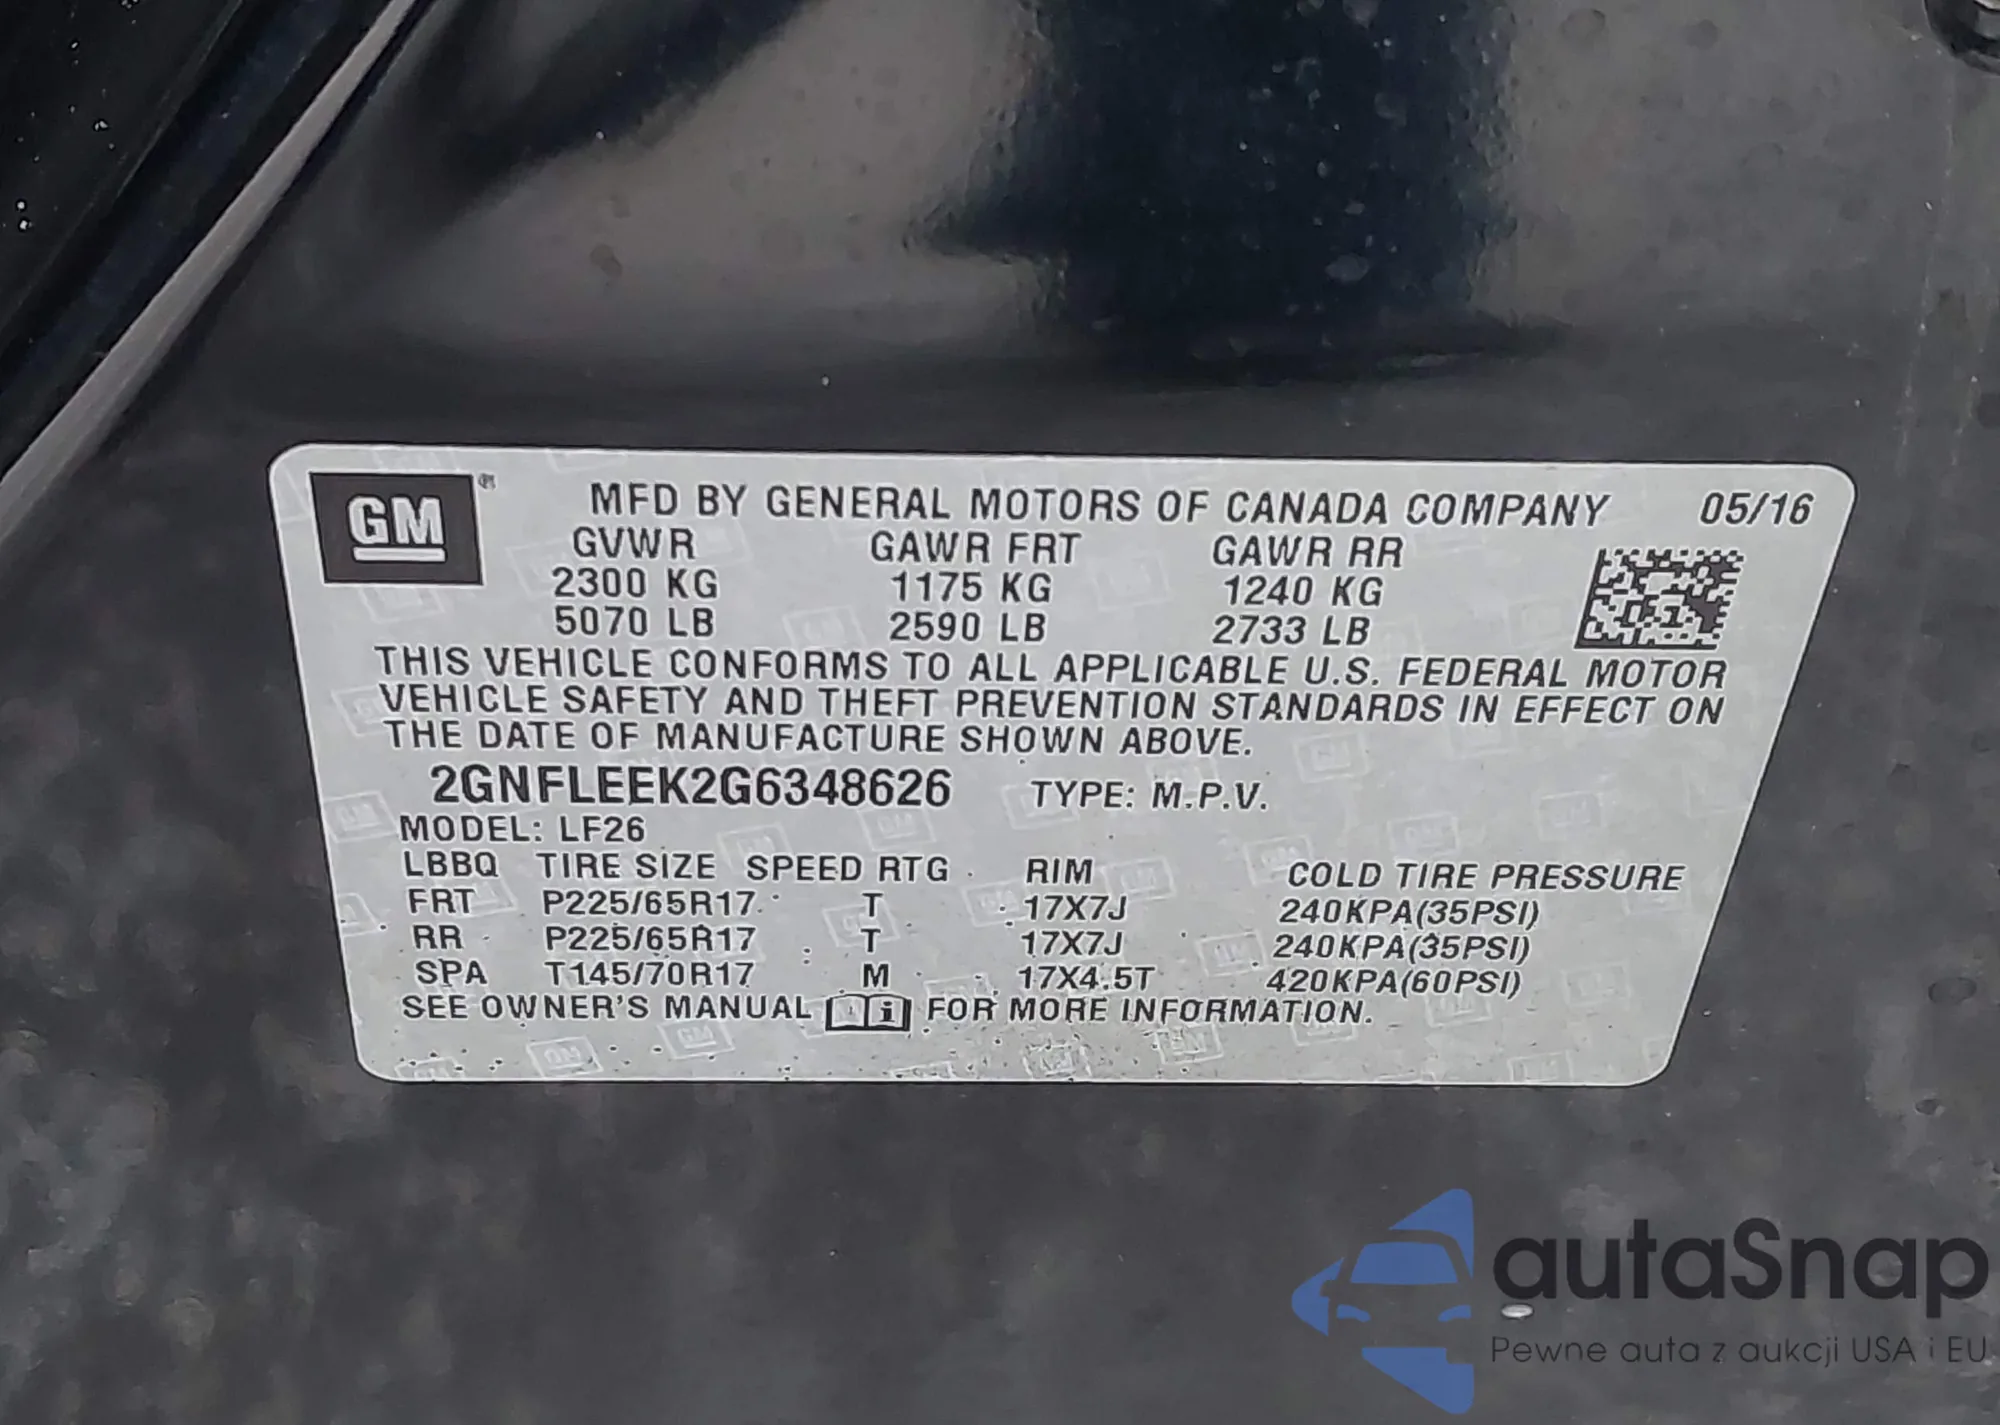 GM ® MFD BY GENERAL MOTORS OF CANADA COMPANY 05/16
GVWR GAWR FRT GAWR RR
2300 KG 1175 KG 1240 KG
5070 LB 2590 LB 2733 LB
THIS VEHICLE CONFORMS TO ALL APPLICABLE U.S. FEDERAL MOTOR
VEHICLE SAFETY AND THEFT PREVENTION STANDARDS IN EFFECT ON
THE DATE OF MANUFACTURE SHOWN ABOVE.
2GNFLEEK2G6348626 TYPE: M.P.V.
MODEL: LF26
LBBQ TIRE SIZE SPEED RTG RIM COLD TIRE PRESSURE
FRT P225/65R17 T 17X7J 240KPA(35PSI)
RR P225/65R17 T 17X7J 240KPA(35PSI)
SPA T145/70R17 M 17X4.5T 420KPA(60PSI)
SEE OWNER'S MANUAL i FOR MORE INFORMATION.
autaSnap
Pewne auta z aukcji USA i EU